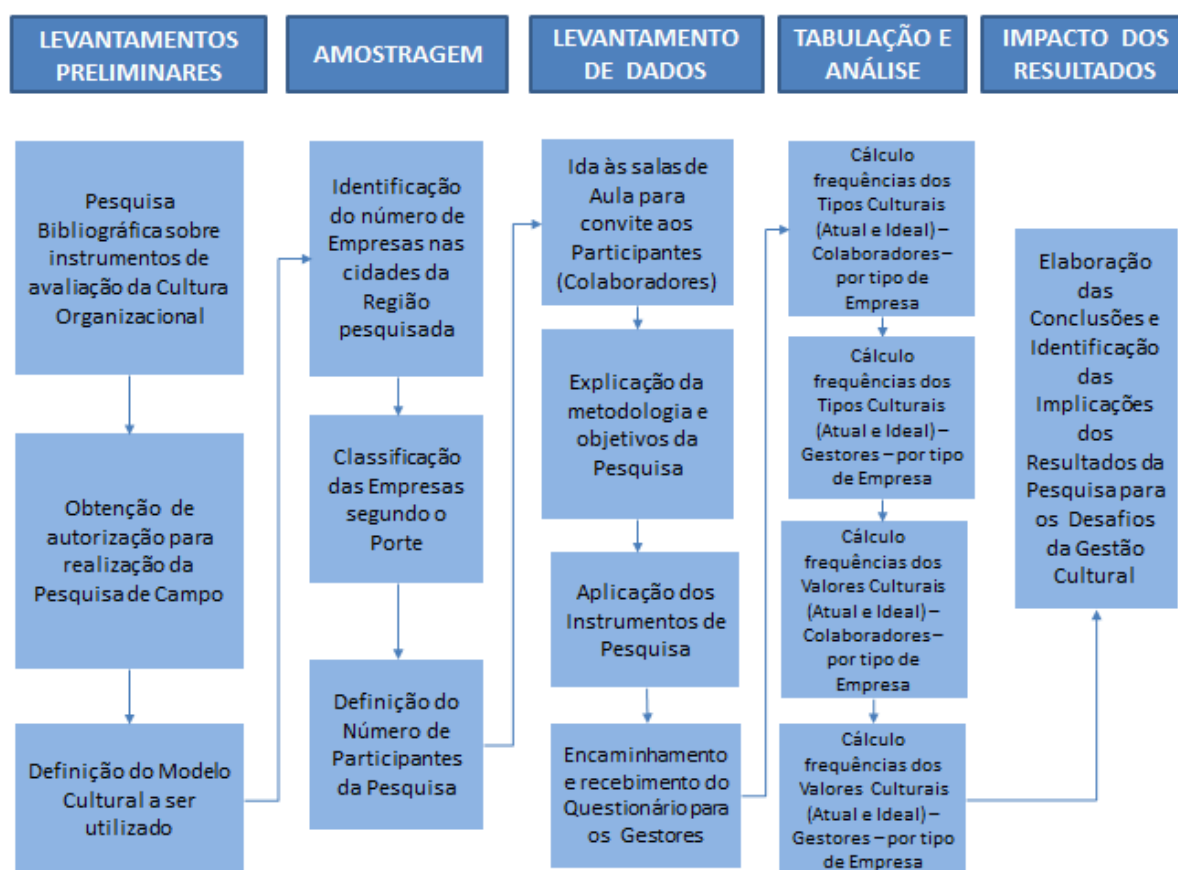 LEVANTAMENTOS
PRELIMINARES
AMOSTRAGEM
LEVANTAMENTO
DE DADOS
TABULAÇÃO E
ANÁLISE
IMPACTO DOS
RESULTADOS
Pesquisa
Bibliográfica sobre
instrumentos de
avaliação da Cultura
Organizacional
Obtenção de
autorização para
realização da
Pesquisa de Campo
Definição do Modelo
Cultural a ser
utilizado
Identificação
do número de
Empresas nas
cidades da
Região
pesquisada
Classificação
das Empresas
segundo o
Porte
Definição do
Número de
Participantes
da Pesquisa
Ida às salas de
Aula para
convite aos
Participantes
(Colaboradores)
Explicação da
metodologia e
objetivos da
Pesquisa
Aplicação dos
Instrumentos de
Pesquisa
Encaminhamento
e recebimento do
Questionário para
os Gestores
Cálculo
frequências dos
Tipos Culturais
(Atual e Ideal) –
Colaboradores –
por tipo de
Empresa
Cálculo
frequências dos
Tipos Culturais
(Atual e Ideal) –
Gestores – por tipo
de Empresa
Cálculo
frequências dos
Valores Culturais
(Atual e Ideal) –
Colaboradores –
por tipo de
Empresa
Cálculo
frequências dos
Valores Culturais
(Atual e Ideal) –
Gestores – por tipo
de Empresa
Elaboração
das
Conclusões e
Identificação
das
Implicações
dos
Resultados da
Pesquisa para
os Desafios
da Gestão
Cultural